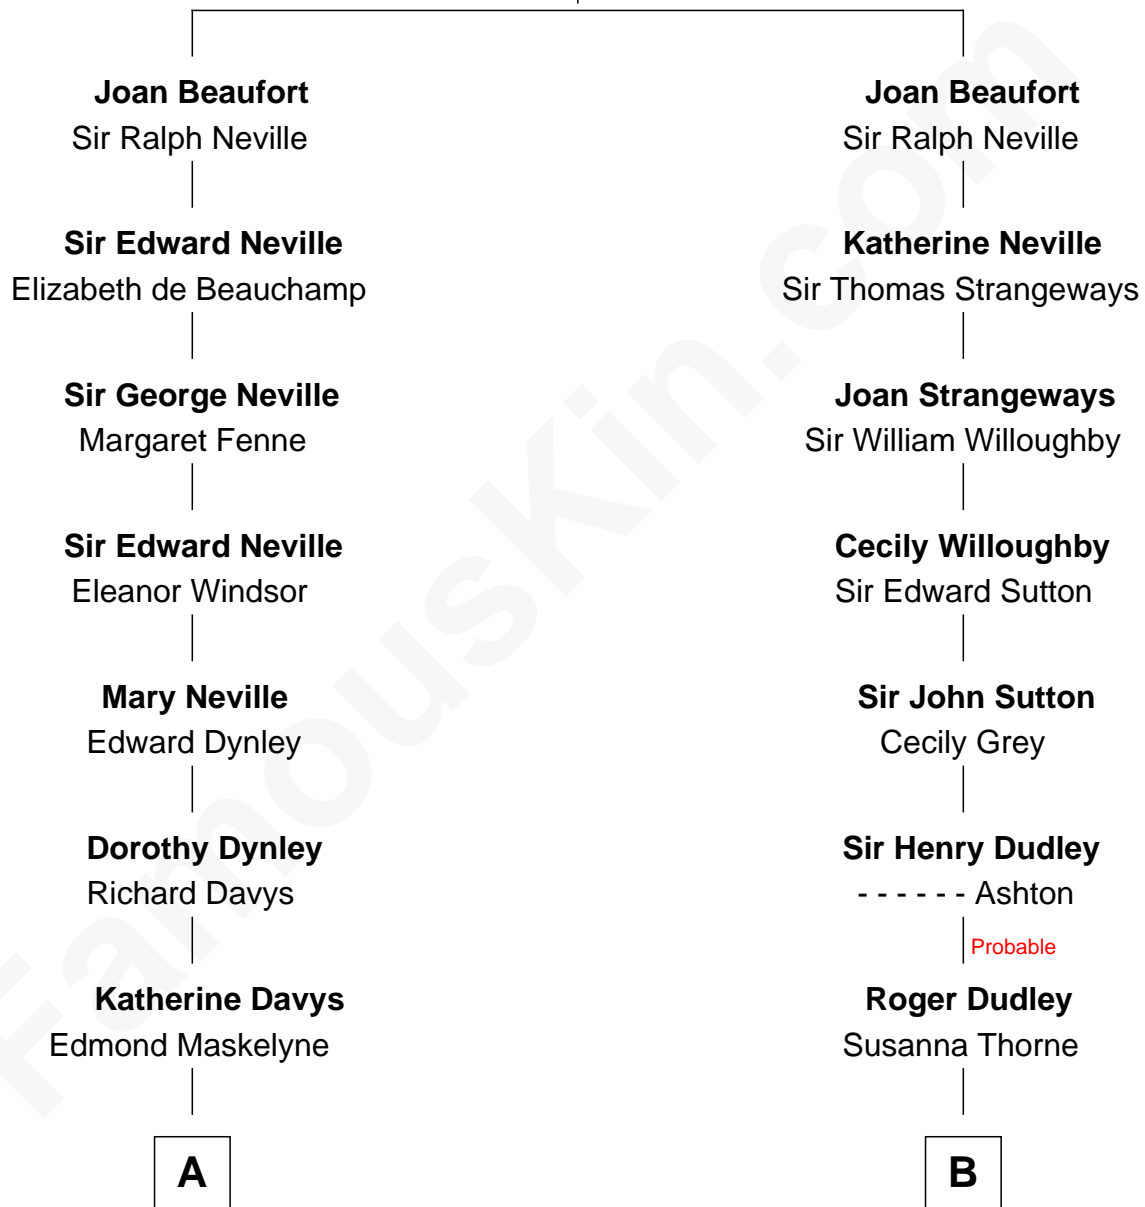 Joan Beaufort
Sir Ralph Neville
Sir Edward Neville
Elizabeth de Beauchamp
Sir George Neville
Margaret Fenne
Sir Edward Neville
Eleanor Windsor
Mary Neville
Edward Dynley
Dorothy Dynley
Richard Davys
Katherine Davys
Edmond Maskelyne
A
Joan Beaufort
Sir Ralph Neville
Katherine Neville
Sir Thomas Strangeways
Joan Strangeways
Sir William Willoughby
Cecily Willoughby
Sir Edward Sutton
Sir John Sutton
Cecily Grey
Sir Henry Dudley
- - - - - - Ashton
Probable
Roger Dudley
Susanna Thorne
B
FamousKin.com